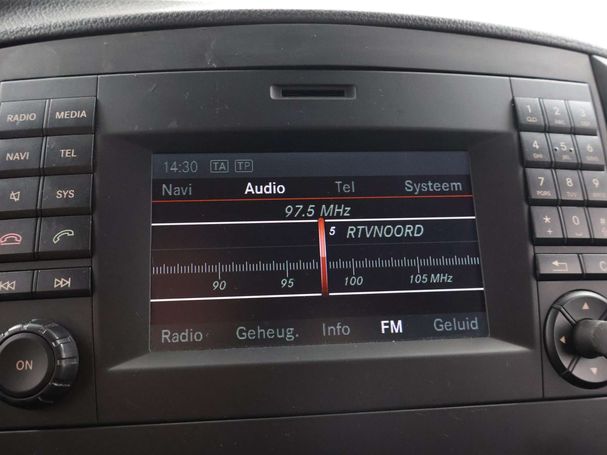 RADIO MEDIA
NAVI TEL
SYS
ON
14:30 TA TP
Navi Audio Tel Systeem
97.5 MHz
5 RTVNOORD
90 95 100 105 MHz
Radio Geheug. Info FM Geluid
1 2 3
4 5 6
7 8 9
* 0 #
C